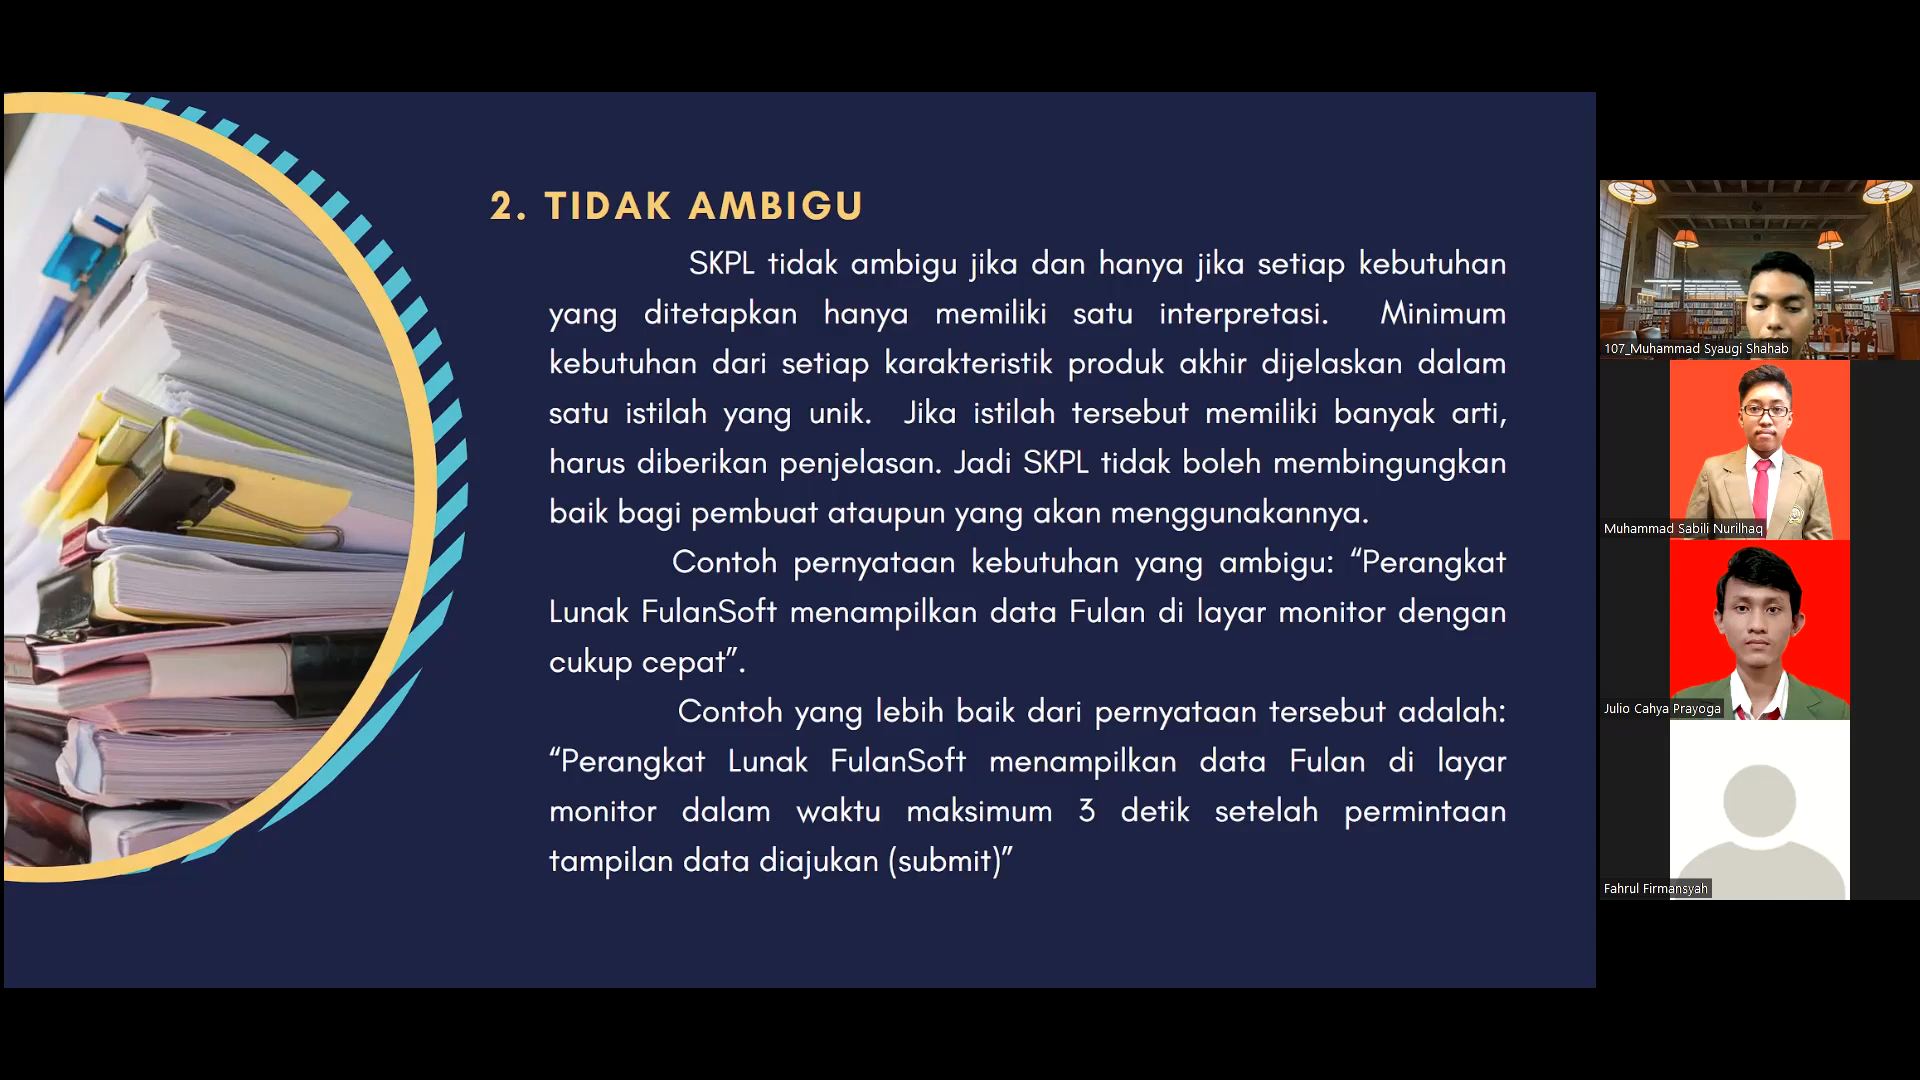 2. TIDAK AMBIGU
SKPL tidak ambigu jika dan hanya jika setiap kebutuhan
yang ditetapkan hanya memiliki satu interpretasi. Minimum
kebutuhan dari setiap karakteristik produk akhir dijelaskan dalam
satu istilah yang unik. Jika istilah tersebut memiliki banyak arti,
harus diberikan penjelasan. Jadi SKPL tidak boleh membingungkan
baik bagi pembuat ataupun yang akan menggunakannya.
Contoh pernyataan kebutuhan yang ambigu: “Perangkat
Lunak FulanSoft menampilkan data Fulan di layar monitor dengan
cukup cepat”.
Contoh yang lebih baik dari pernyataan tersebut adalah:
“Perangkat Lunak FulanSoft menampilkan data Fulan di layar
monitor dalam waktu maksimum 3 detik setelah permintaan
tampilan data diajukan (submit)”
107_Muhammad Syaugi Shahab
Muhammad Sabili Nurilhaq
Julio Cahya Prayoga
Fahrul Firmansyah